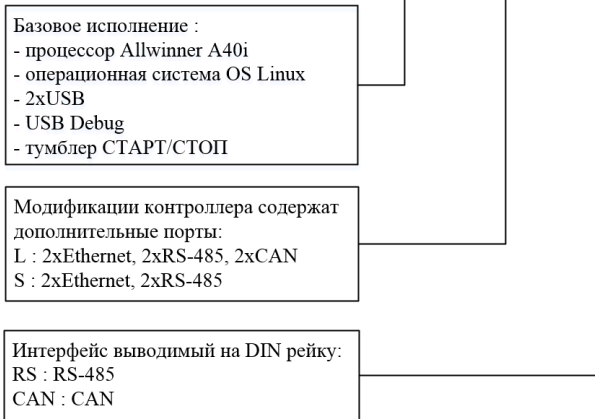 Базовое исполнение :
- процессор Allwinner A40i
- операционная система OS Linux
- 2xUSB
- USB Debug
- тумблер СТАРТ/СТОП
Модификации контроллера содержат
дополнительные порты:
L : 2xEthernet, 2xRS-485, 2xCAN
S : 2xEthernet, 2xRS-485
Интерфейс выводимый на DIN рейку:
RS : RS-485
CAN : CAN